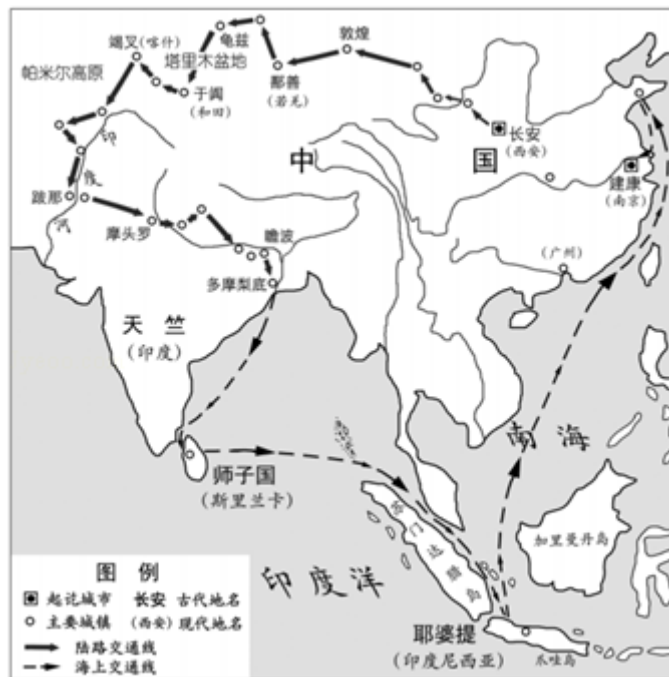 竭叉(喀什)
龟兹
敦煌
帕米尔高原
塔里木盆地
鄯善
(若羌)
于阗
(和田)
长安
(西安)
印
度
河
中
国
建康
(南京)
跋那
摩头罗
瞻波
(广州)
多摩梨底
天竺
(印度)
南海
师子国
(斯里兰卡)
加里曼丹岛
苏门达腊岛
印度洋
耶婆提
(印度尼西亚)
爪哇岛
图例
起讫城市 长安 古代地名
主要城镇 (西安) 现代地名
陆路交通线
海上交通线